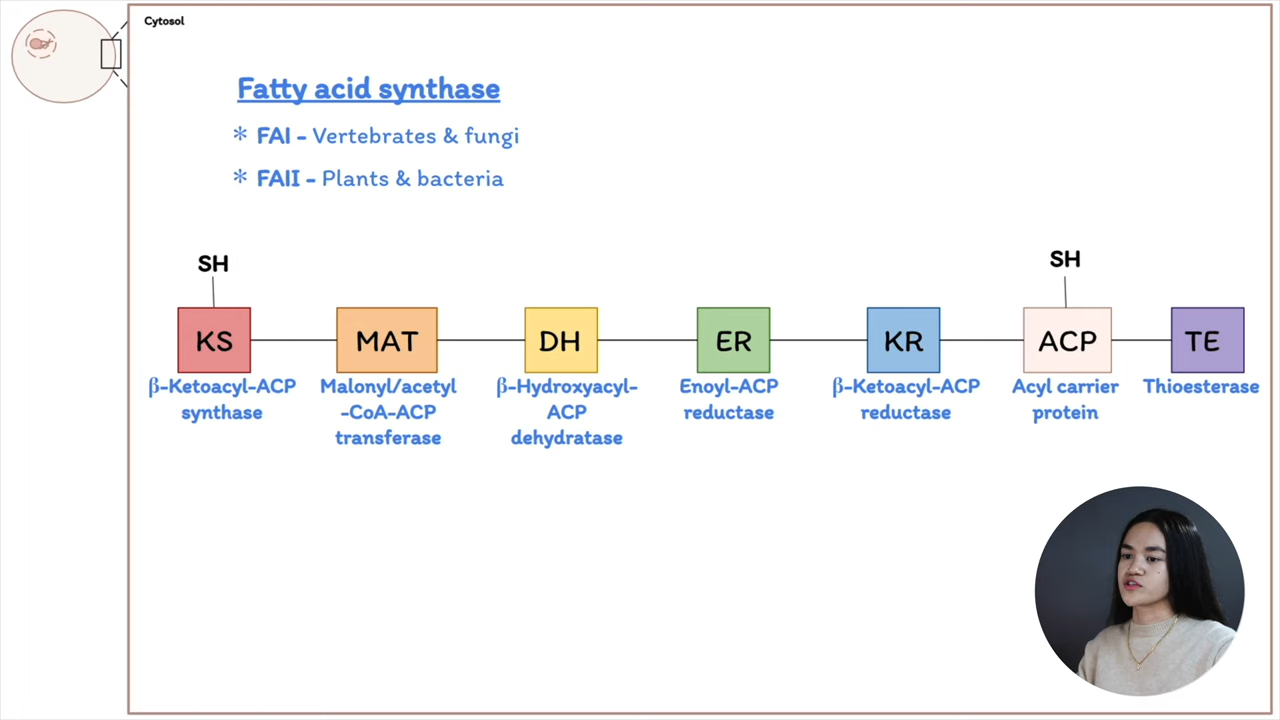 Cytosol
Fatty acid synthase
* FAI - Vertebrates & fungi
* FAII - Plants & bacteria
SH
SH
KS
MAT
DH
ER
KR
ACP
TE
β-Ketoacyl-ACP
synthase
Malonyl/acetyl
-CoA-ACP
transferase
β-Hydroxyacyl-
ACP
dehydratase
Enoyl-ACP
reductase
β-Ketoacyl-ACP
reductase
Acyl carrier
protein
Thioesterase